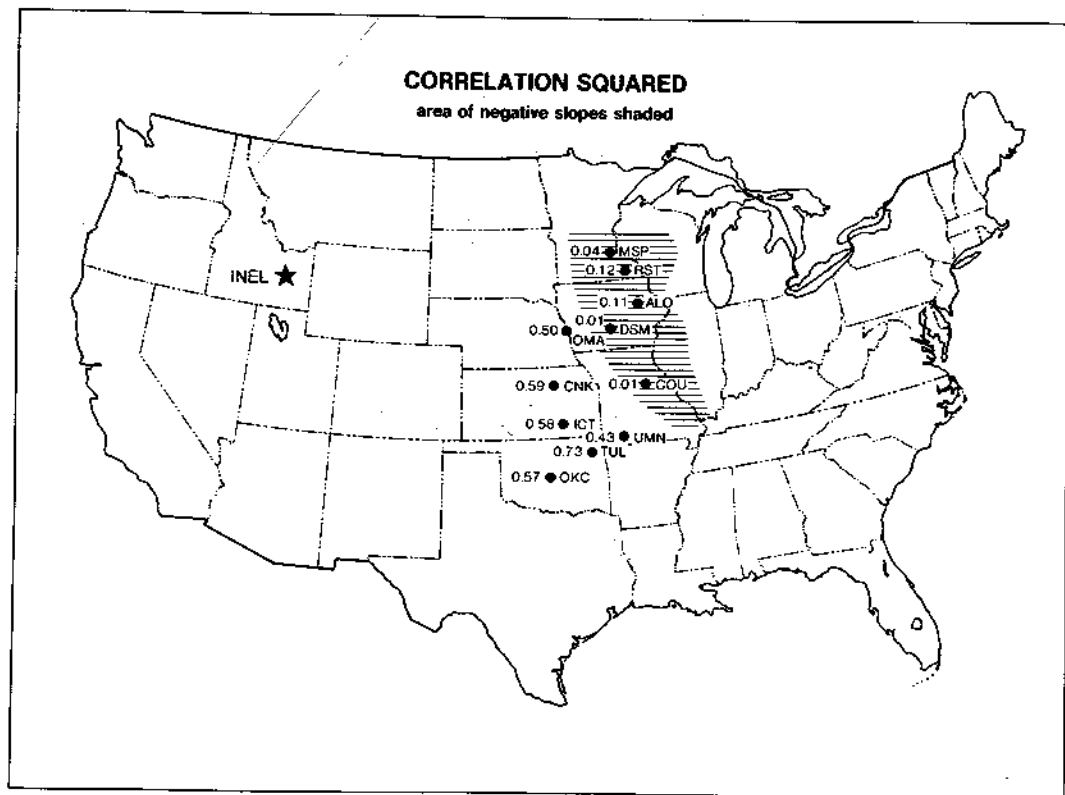 CORRELATION SQUARED
area of negative slopes shaded
0.04 MSP
0.12 RST
INEL
0.11 ALO
0.01
DSM
0.50
OMA
0.59 CNK
0.01 COU
0.58 ICT
0.43 UMN
0.73 TUL
0.57 OKC